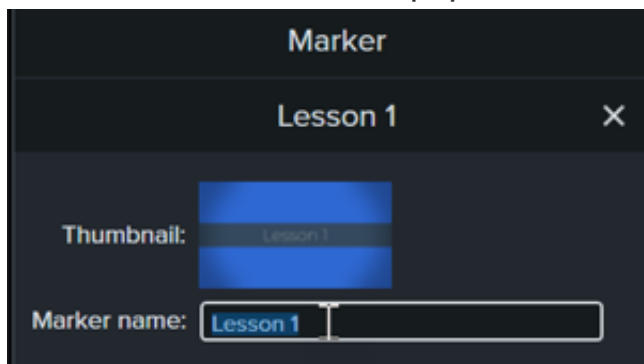 Marker
Lesson 1
Thumbnail:
Lesson 1
Marker name: Lesson 1